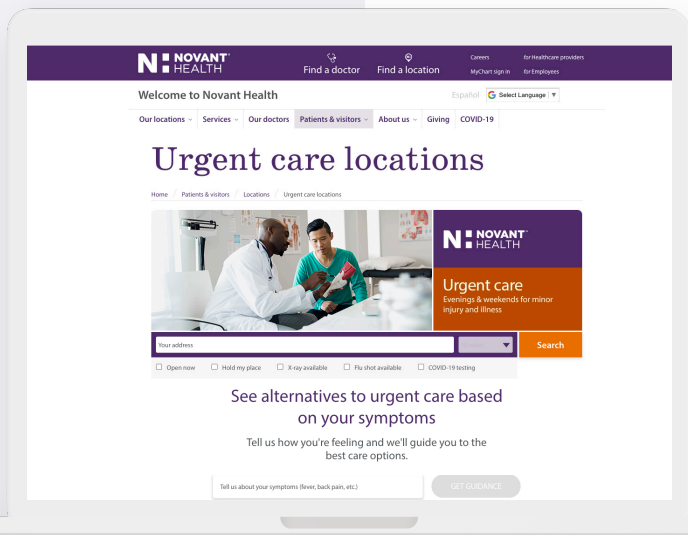 NOVANT
HEALTH
Find a doctor
Find a location
Careers
for Healthcare providers
MyChart sign in
for Employees
Welcome to Novant Health
Español
G Select Language
Our locations
Services
Our doctors
Patients & visitors
About us
Giving
COVID-19
Urgent care locations
Home / Patients & visitors / Locations / Urgent care locations
NOVANT
HEALTH
Urgent care
Evenings & weekends for minor
injury and illness
Your address
Search
Open now
Hold my place
X-ray available
Flu shot available
COVID-19 testing
See alternatives to urgent care based
on your symptoms
Tell us how you're feeling and we'll guide you to the
best care options.
Tell us about your symptoms (fever, back pain, etc.)
GET GUIDANCE